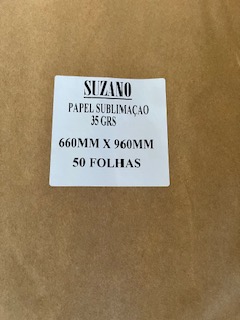 SUZANO
PAPEL SUBLIMAÇAO
35 GRS
660MM X 960MM
50 FOLHAS